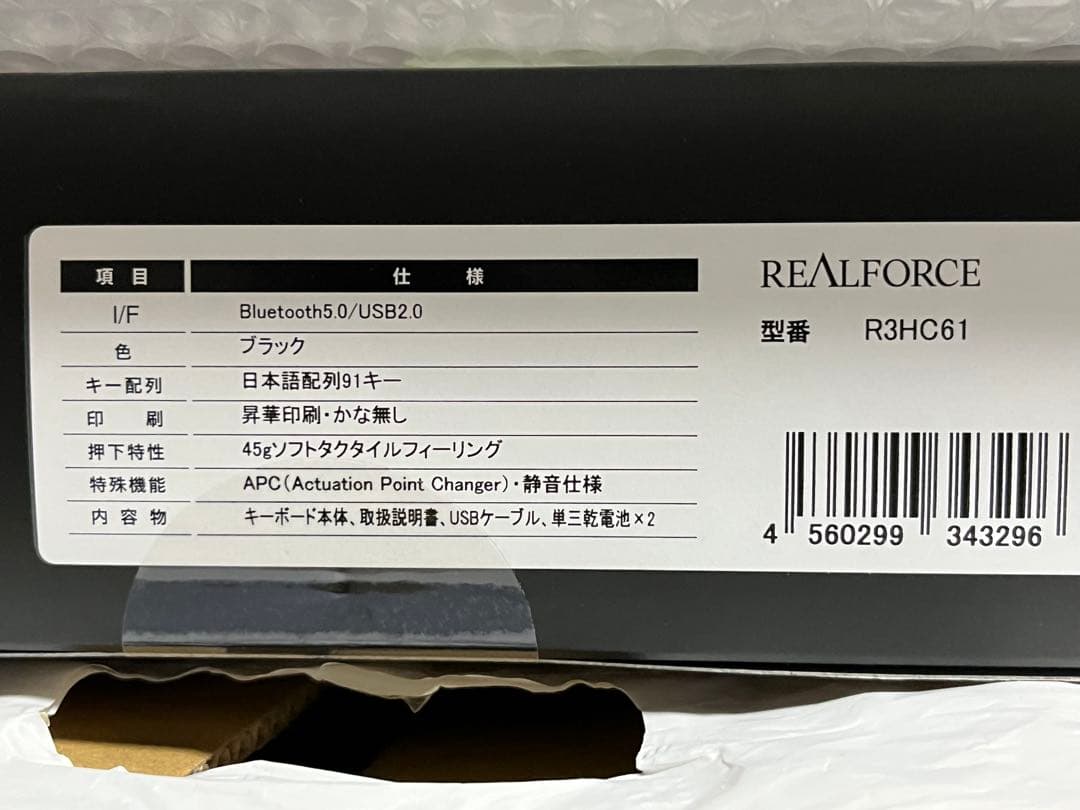 項目 仕様
I/F Bluetooth5.0/USB2.0
色 ブラック
キー配列 日本語配列91キー
印刷 昇華印刷・かな無し
押下特性 45gソフトタクタイルフィーリング
特殊機能 APC(Actuation Point Changer)・静音仕様
内容物 キーボード本体、取扱説明書、USBケーブル、単三乾電池×2
REALFORCE
型番 R3HC61
4 560299 343296